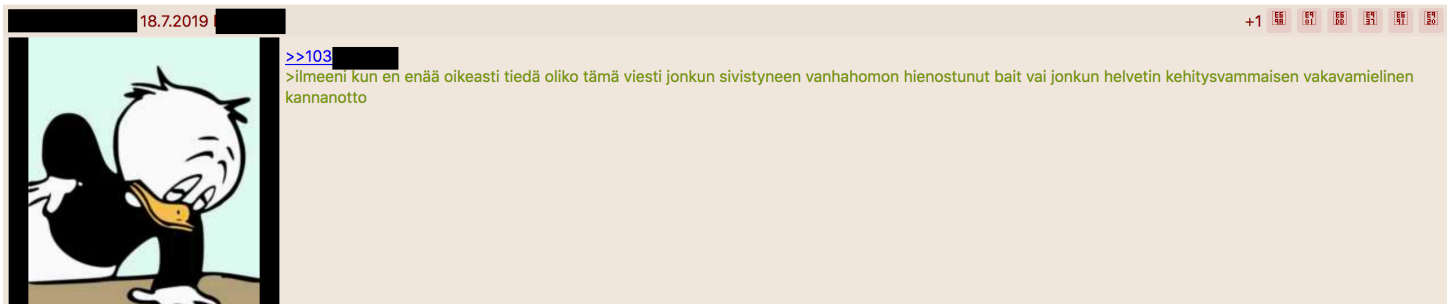 18.7.2019
+1
>>103
>ilmeeni kun en enää oikeasti tiedä oliko tämä viesti jonkun sivistyneen vanhahomon hienostunut bait vai jonkun helvetin kehitysvammaisen vakavamielinen
kannanotto